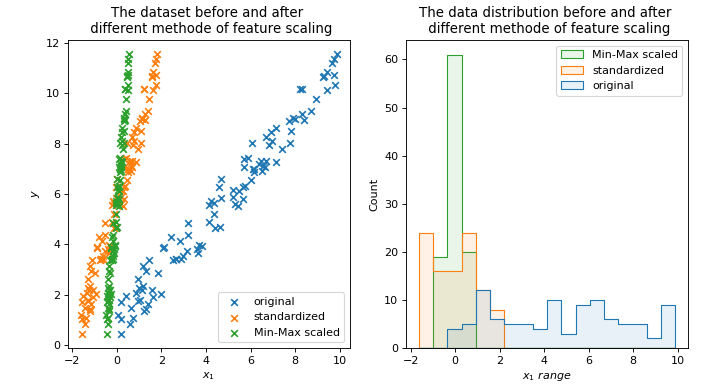 The dataset before and after
different methode of feature scaling
12
10
8
6
4
2
0
y
−2
0
2
4
6
8
10
x₁
original
standardized
Min-Max scaled
The data distribution before and after
different methode of feature scaling
60
50
40
30
20
10
0
Count
−2
0
2
4
6
8
10
x₁ range
Min-Max scaled
standardized
original